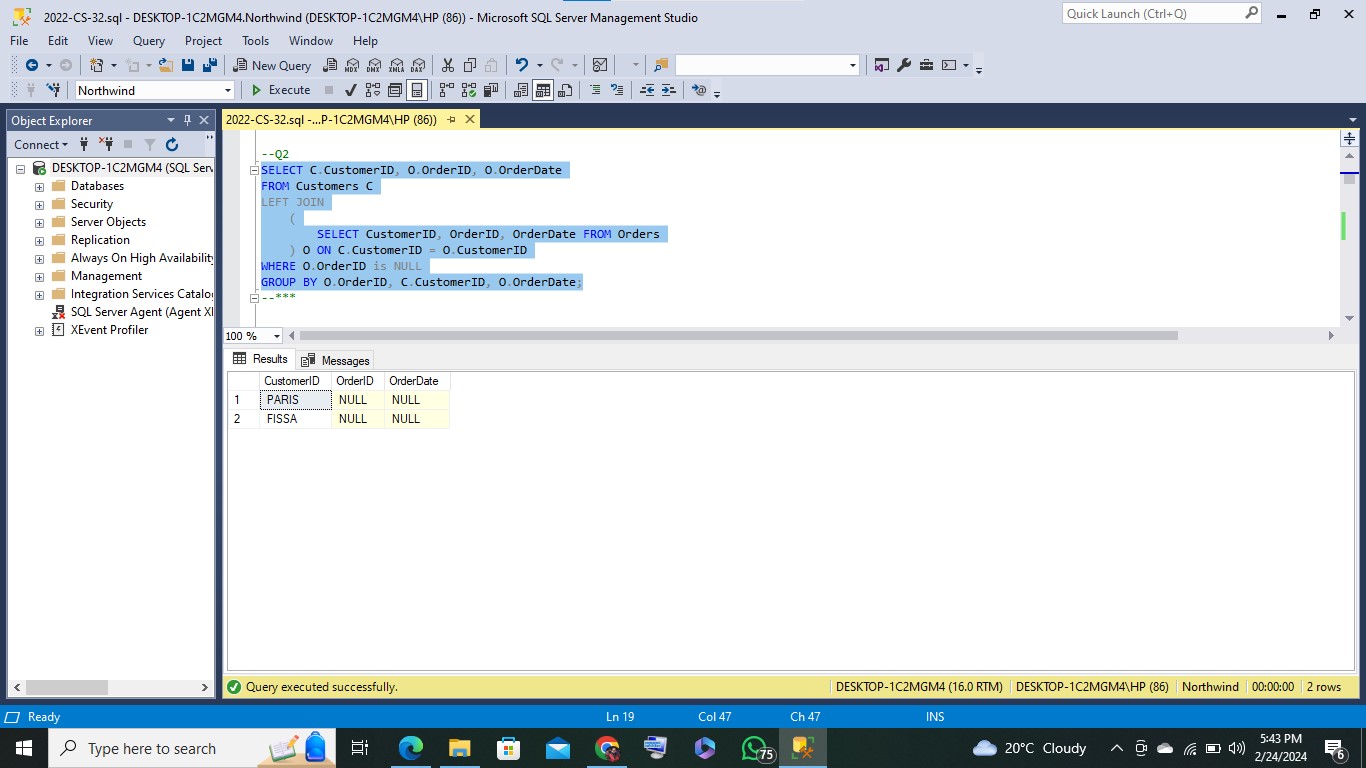 2022-CS-32.sql - DESKTOP-1C2MGM4.Northwind (DESKTOP-1C2MGM4\HP (86)) - Microsoft SQL Server Management Studio
Quick Launch (Ctrl+Q)
File Edit View Query Project Tools Window Help
New Query MDX DMX XMLA DAX
Northwind Execute
Object Explorer
2022-CS-32.sql -...P-1C2MGM4\HP (86))
Connect
DESKTOP-1C2MGM4 (SQL Serv
Databases
Security
Server Objects
Replication
Always On High Availability
Management
Integration Services Catalo
SQL Server Agent (Agent XI
XEvent Profiler
--Q2
SELECT C.CustomerID, O.OrderID, O.OrderDate
FROM Customers C
LEFT JOIN
(
SELECT CustomerID, OrderID, OrderDate FROM Orders
) O ON C.CustomerID = O.CustomerID
WHERE O.OrderID is NULL
GROUP BY O.OrderID, C.CustomerID, O.OrderDate;
--***
100 %
Results Messages
CustomerID OrderID OrderDate
1 PARIS NULL NULL
2 FISSA NULL NULL
Query executed successfully. DESKTOP-1C2MGM4 (16.0 RTM) DESKTOP-1C2MGM4\HP (86) Northwind 00:00:00 2 rows
Ready Ln 19 Col 47 Ch 47 INS
Type here to search 75 20°C Cloudy 5:43 PM
2/24/2024 6